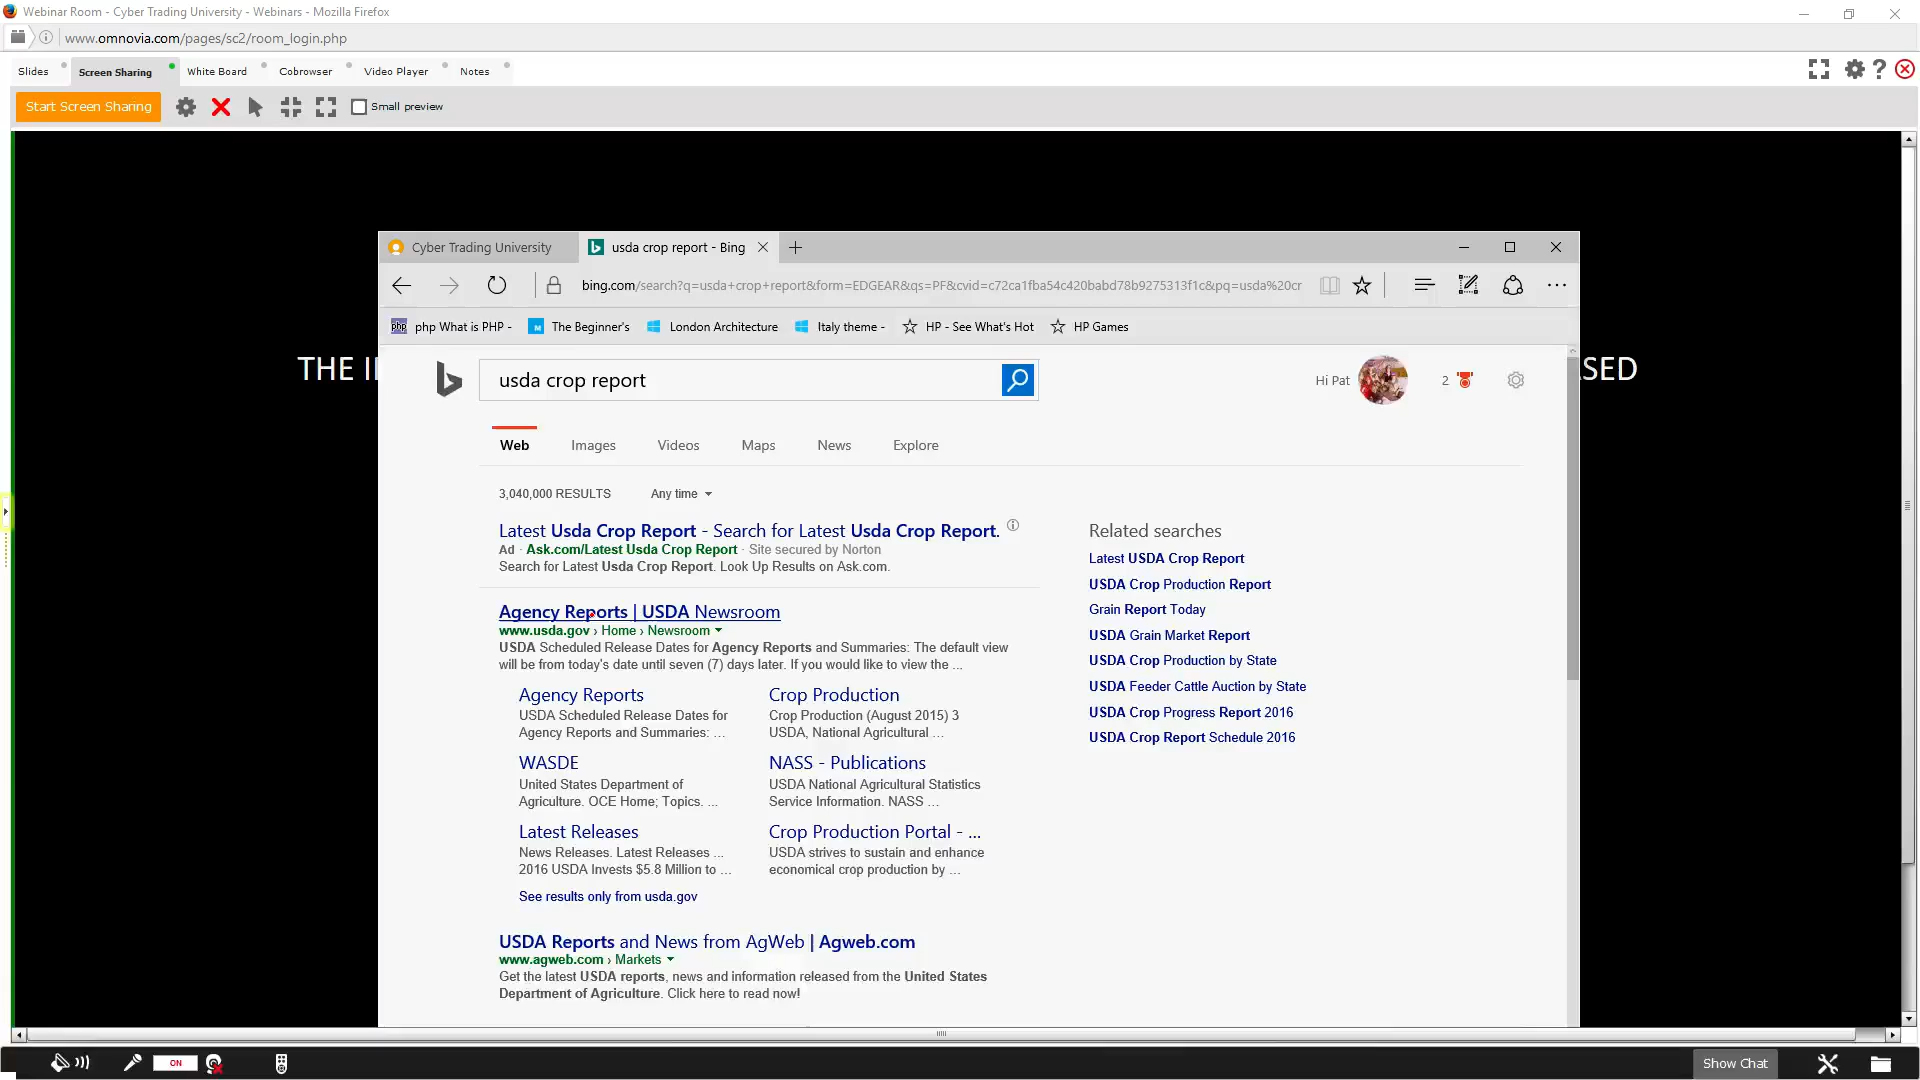 Webinar Room - Cyber Trading University - Webinars - Mozilla Firefox
www.omnovia.com/pages/sc2/room_login.php
Slides Screen Sharing White Board Cobrowser Video Player Notes
Start Screen Sharing Small preview
Cyber Trading University usda crop report - Bing
bing.com/search?q=usda+crop+report&form=EDGEAR&qs=PF&cvid=c72ca1fba54c420babd78b9275313f1c&pq=usda%20cr
php php What is PHP - The Beginner's London Architecture Italy theme - HP - See What's Hot HP Games
THE I SED
usda crop report
Hi Pat 2
Web Images Videos Maps News Explore
3,040,000 RESULTS Any time
Latest Usda Crop Report - Search for Latest Usda Crop Report.
Ad · Ask.com/Latest Usda Crop Report · Site secured by Norton
Search for Latest Usda Crop Report. Look Up Results on Ask.com.
Agency Reports | USDA Newsroom
www.usda.gov › Home › Newsroom
USDA Scheduled Release Dates for Agency Reports and Summaries: The default view
will be from today's date until seven (7) days later. If you would like to view the ...
Agency Reports
USDA Scheduled Release Dates for
Agency Reports and Summaries: ...
Crop Production
Crop Production (August 2015) 3
USDA, National Agricultural ...
WASDE
United States Department of
Agriculture. OCE Home; Topics. ...
NASS - Publications
USDA National Agricultural Statistics
Service Information. NASS ...
Latest Releases
News Releases. Latest Releases ...
2016 USDA Invests $5.8 Million to ...
Crop Production Portal - ...
USDA strives to sustain and enhance
economical crop production by ...
See results only from usda.gov
USDA Reports and News from AgWeb | Agweb.com
www.agweb.com › Markets
Get the latest USDA reports, news and information released from the United States
Department of Agriculture. Click here to read now!
Related searches
Latest USDA Crop Report
USDA Crop Production Report
Grain Report Today
USDA Grain Market Report
USDA Crop Production by State
USDA Feeder Cattle Auction by State
USDA Crop Progress Report 2016
USDA Crop Report Schedule 2016
ON
Show Chat